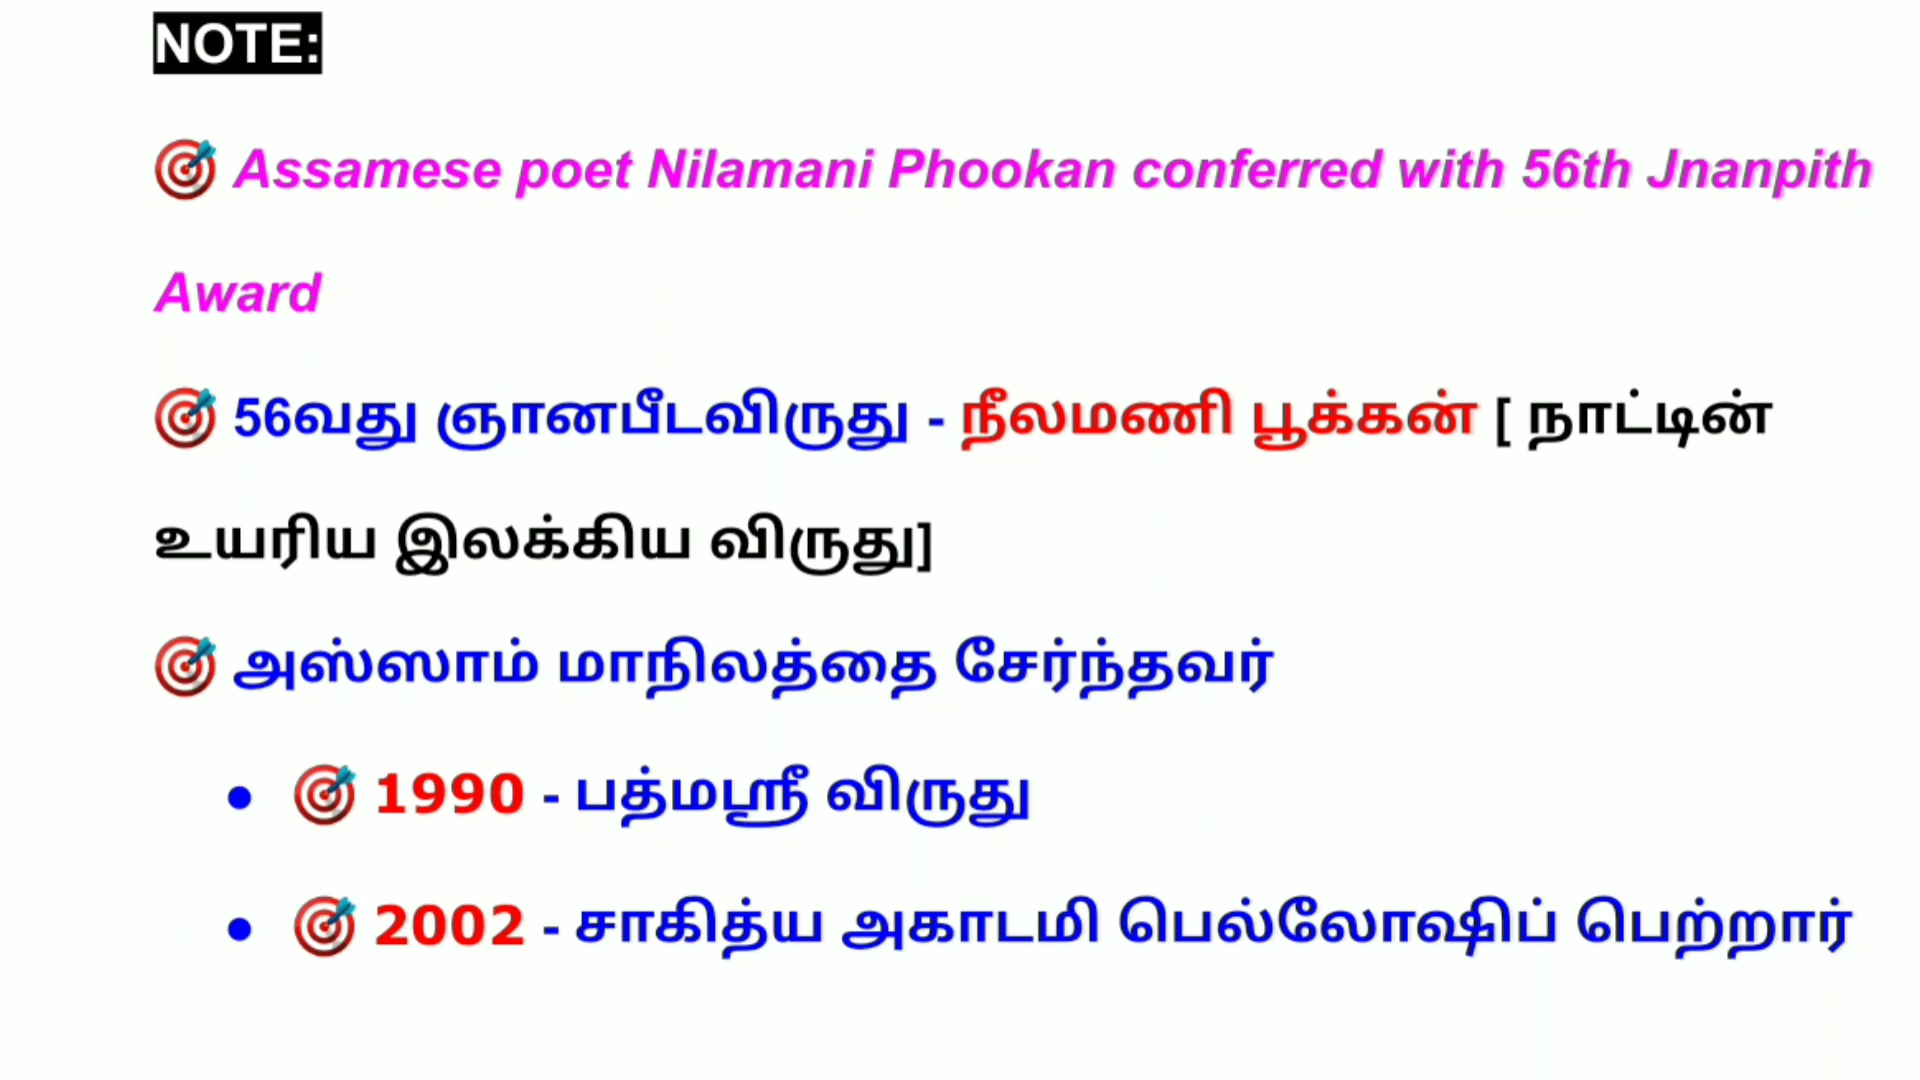 NOTE:
🎯 Assamese poet Nilamani Phookan conferred with 56th Jnanpith
Award
🎯 56வது ஞானபீடவிருது - நீலமணி பூக்கன் [ நாட்டின்
உயரிய இலக்கிய விருது]
🎯 அஸ்ஸாம் மாநிலத்தை சேர்ந்தவர்
• 🎯 1990 - பத்மஸ்ரீ விருது
• 🎯 2002 - சாகித்ய அகாடமி பெல்லோஷிப் பெற்றார்